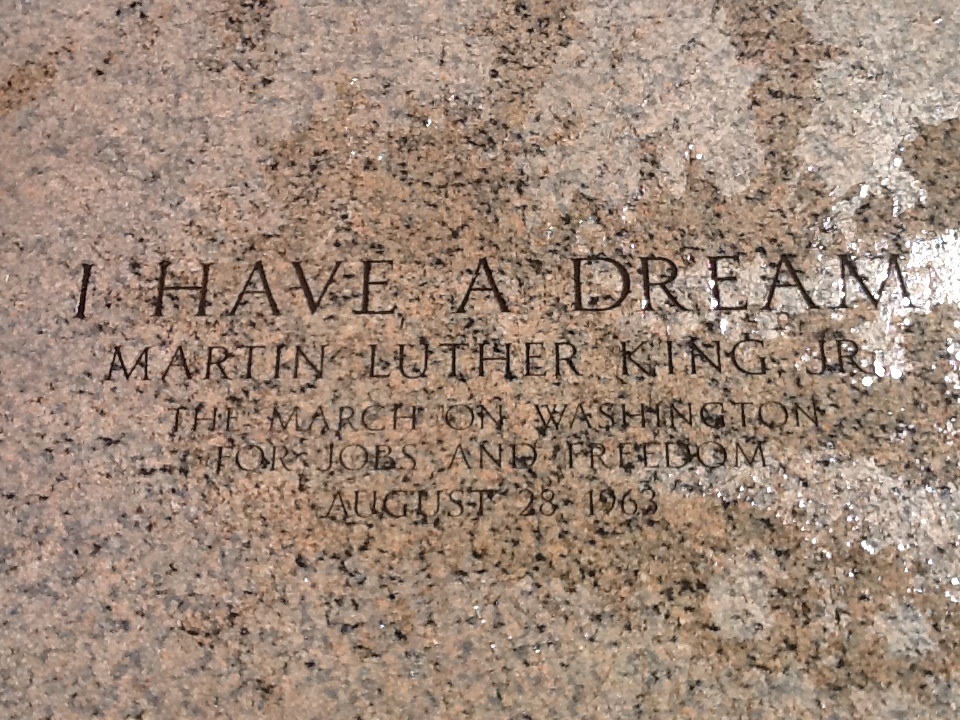 I HAVE A DREAM
MARTIN LUTHER KING, JR.
THE MARCH ON WASHINGTON
FOR JOBS AND FREEDOM
AUGUST 28, 1963